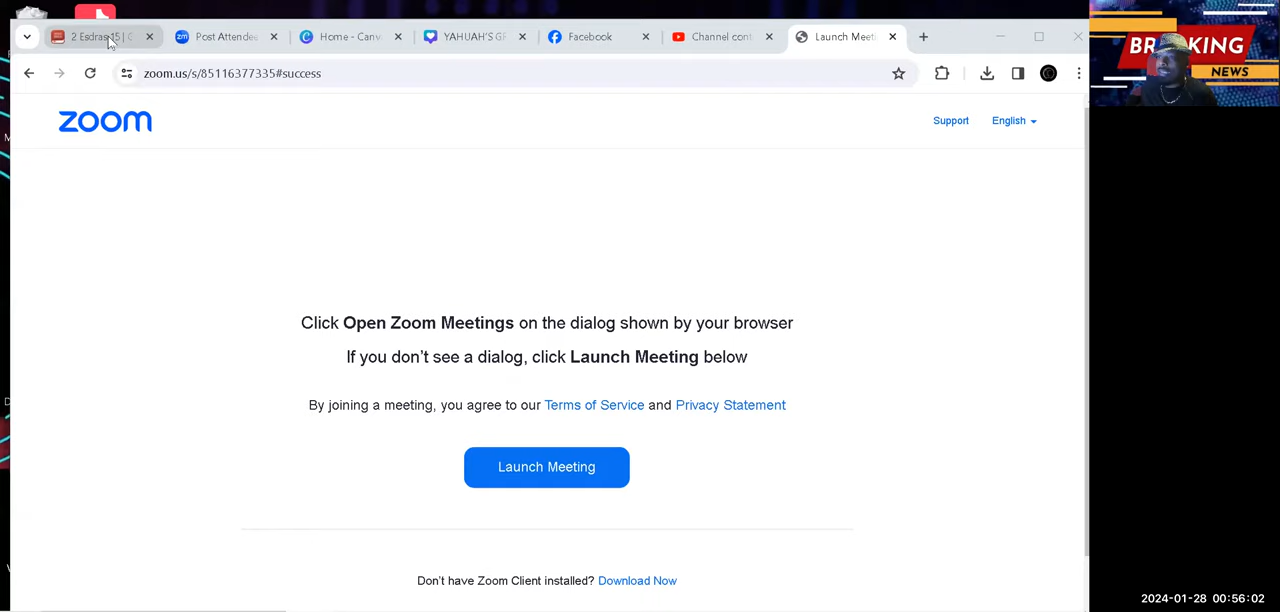 2 Esdras 15 |
Post Attendee
Home - Canv
YAHUAH'S GF
Facebook
Channel cont
Launch Meeti
zoom.us/s/85116377335#success
zoom
Support
English
Click Open Zoom Meetings on the dialog shown by your browser
If you don't see a dialog, click Launch Meeting below
By joining a meeting, you agree to our Terms of Service and Privacy Statement
Launch Meeting
Don't have Zoom Client installed? Download Now
NEWS
2024-01-28 00:56:02